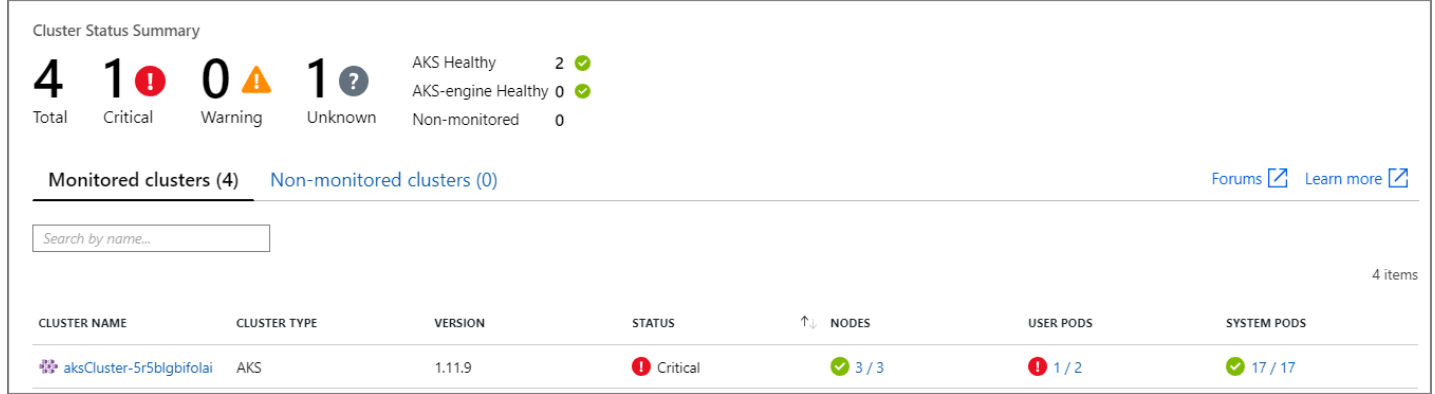 Cluster Status Summary
4 1 0 1
Total Critical Warning Unknown
AKS Healthy 2
AKS-engine Healthy 0
Non-monitored 0
Monitored clusters (4) Non-monitored clusters (0) Forums Learn more
Search by name...
4 items
CLUSTER NAME CLUSTER TYPE VERSION STATUS NODES USER PODS SYSTEM PODS
aksCluster-5r5blgbifolai AKS 1.11.9 Critical 3 / 3 1 / 2 17 / 17